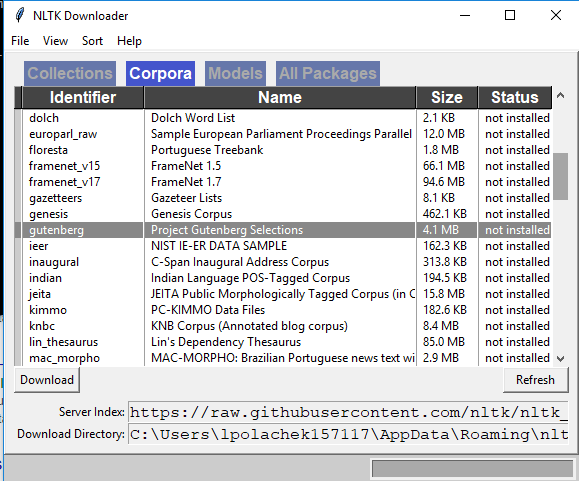 NLTK Downloader
File View Sort Help
Collections Corpora Models All Packages
Identifier Name Size Status
dolch Dolch Word List 2.1 KB not installed
europarl_raw Sample European Parliament Proceedings Parallel 12.0 MB not installed
floresta Portuguese Treebank 1.8 MB not installed
framenet_v15 FrameNet 1.5 66.1 MB not installed
framenet_v17 FrameNet 1.7 94.6 MB not installed
gazetteers Gazeteer Lists 8.1 KB not installed
genesis Genesis Corpus 462.1 KB not installed
gutenberg Project Gutenberg Selections 4.1 MB not installed
ieer NIST IE-ER DATA SAMPLE 162.3 KB not installed
inaugural C-Span Inaugural Address Corpus 313.8 KB not installed
indian Indian Language POS-Tagged Corpus 194.5 KB not installed
jeita JEITA Public Morphologically Tagged Corpus (in C 15.8 MB not installed
kimmo PC-KIMMO Data Files 182.6 KB not installed
knbc KNB Corpus (Annotated blog corpus) 8.4 MB not installed
lin_thesaurus Lin's Dependency Thesaurus 85.0 MB not installed
mac_morpho MAC-MORPHO: Brazilian Portuguese news text wi 2.9 MB not installed
Download Refresh
Server Index: https://raw.githubusercontent.com/nltk/nltk_
Download Directory: C:\Users\lpolachek157117\AppData\Roaming\nlt